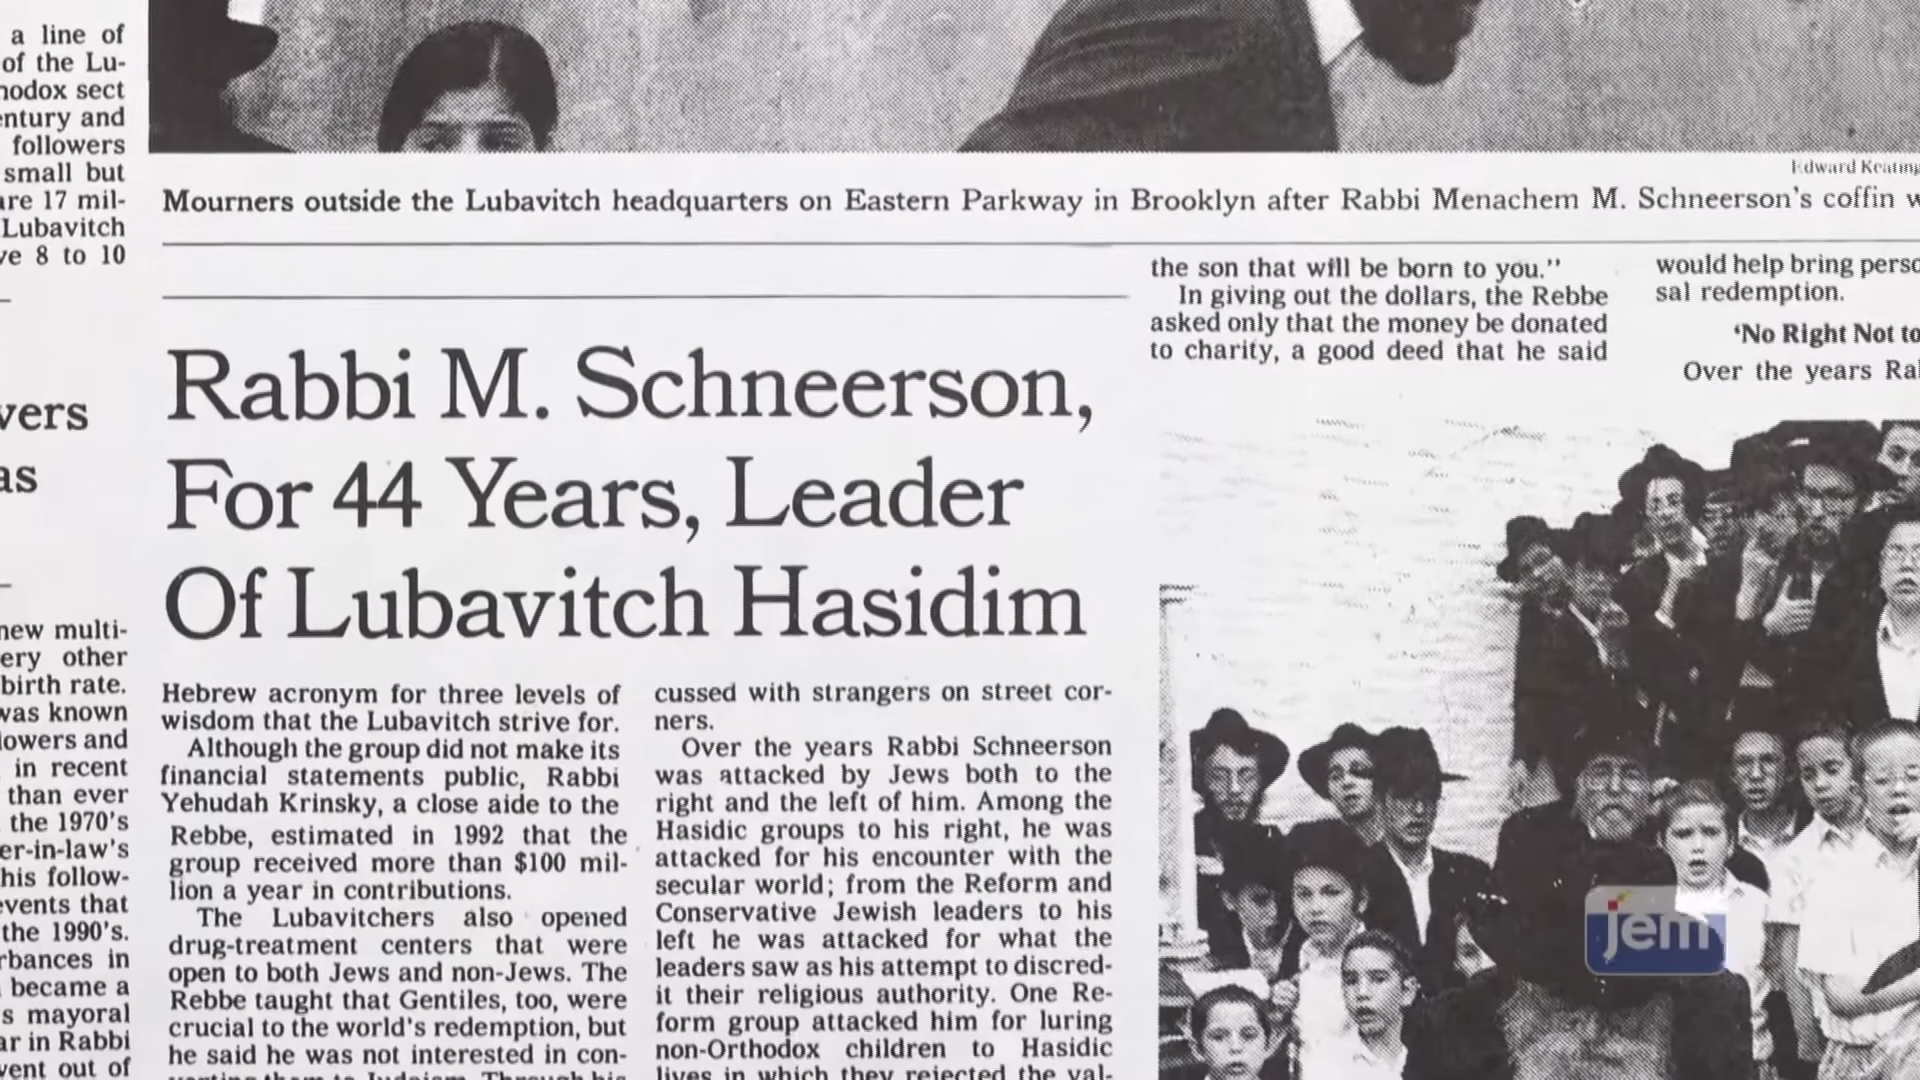 a line of
of the Lu-
hodox sect
entury and
followers
small but
are 17 mil-
Lubavitch
ve 8 to 10
vers
as
new multi-
ery other
birth rate.
was known
lowers and
in recent
than ever
the 1970's
er-in-law's
his follow-
events that
the 1990's.
rbances in
became a
s mayoral
ar in Rabbi
vent out of
Edward Keating
Mourners outside the Lubavitch headquarters on Eastern Parkway in Brooklyn after Rabbi Menachem M. Schneerson's coffin w
Rabbi M. Schneerson,
For 44 Years, Leader
Of Lubavitch Hasidim
Hebrew acronym for three levels of
wisdom that the Lubavitch strive for.
Although the group did not make its
financial statements public, Rabbi
Yehudah Krinsky, a close aide to the
Rebbe, estimated in 1992 that the
group received more than $100 mil-
lion a year in contributions.
The Lubavitchers also opened
drug-treatment centers that were
open to both Jews and non-Jews. The
Rebbe taught that Gentiles, too, were
crucial to the world's redemption, but
he said he was not interested in con-
cussed with strangers on street cor-
ners.
Over the years Rabbi Schneerson
was attacked by Jews both to the
right and the left of him. Among the
Hasidic groups to his right, he was
attacked for his encounter with the
secular world; from the Reform and
Conservative Jewish leaders to his
left he was attacked for what the
leaders saw as his attempt to discred-
it their religious authority. One Re-
form group attacked him for luring
non-Orthodox children to Hasidic
lives in which they rejected the val-
the son that will be born to you."
In giving out the dollars, the Rebbe
asked only that the money be donated
to charity, a good deed that he said
would help bring perso
sal redemption.
'No Right Not to
Over the years Ral
jem